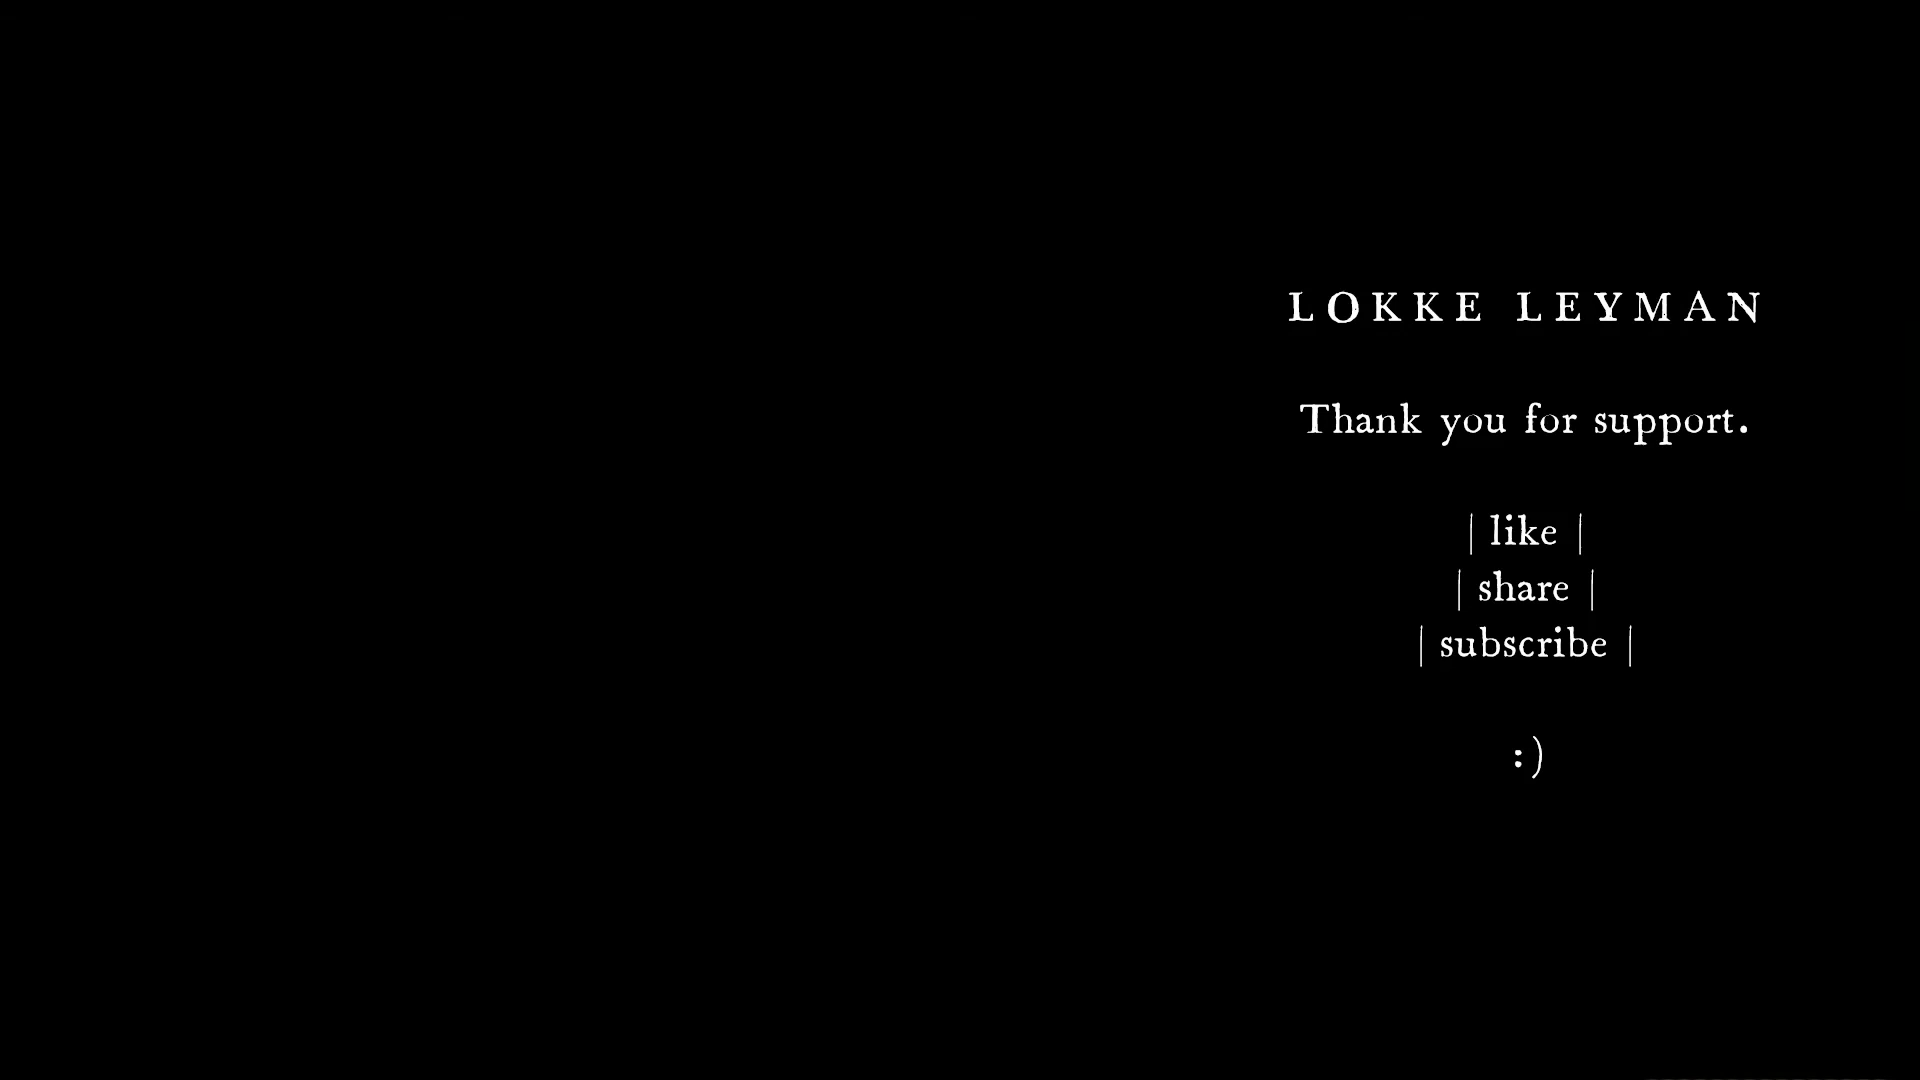 LOKKE LEYMAN
Thank you for support.
| like |
| share |
| subscribe |
:)